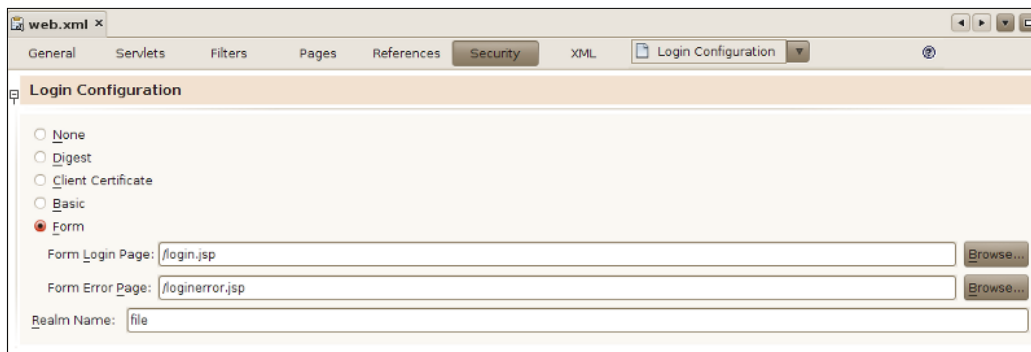 web.xml ×
General Servlets Filters Pages References Security XML Login Configuration
Login Configuration
None
Digest
Client Certificate
Basic
Form
Form Login Page: /login.jsp Browse...
Form Error Page: /loginerror.jsp Browse...
Realm Name: file